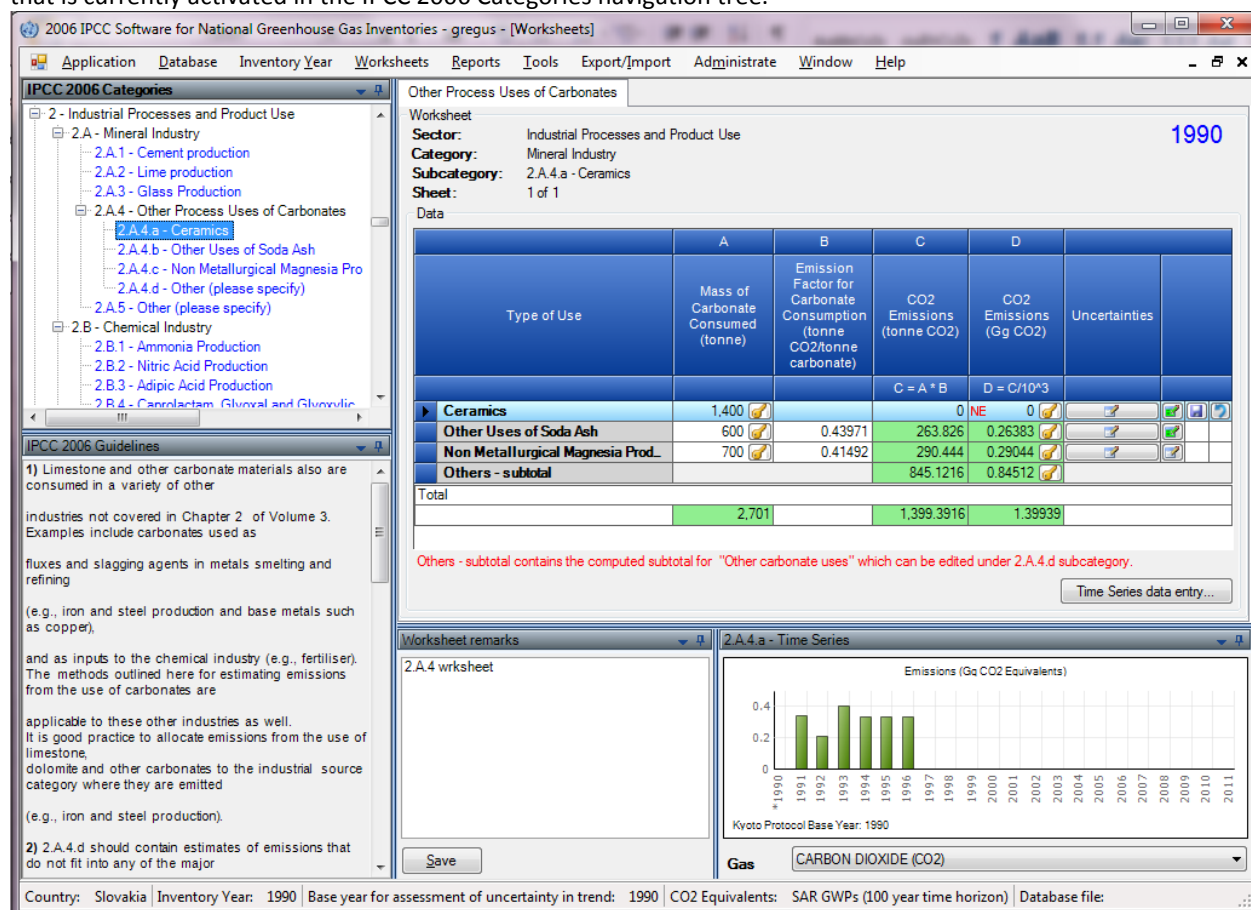 that is currently activated in the IPCC 2006 Categories navigation tree.
2006 IPCC Software for National Greenhouse Gas Inventories - gregus - [Worksheets]
Application Database Inventory Year Worksheets Reports Tools Export/Import Administrate Window Help
IPCC 2006 Categories
2 - Industrial Processes and Product Use
2.A - Mineral Industry
2.A.1 - Cement production
2.A.2 - Lime production
2.A.3 - Glass Production
2.A.4 - Other Process Uses of Carbonates
2.A.4.a - Ceramics
2.A.4.b - Other Uses of Soda Ash
2.A.4.c - Non Metallurgical Magnesia Pro
2.A.4.d - Other (please specify)
2.A.5 - Other (please specify)
2.B - Chemical Industry
2.B.1 - Ammonia Production
2.B.2 - Nitric Acid Production
2.B.3 - Adipic Acid Production
2.B.4 - Caprolactam, Glyoxal and Glyoxylic
IPCC 2006 Guidelines
1) Limestone and other carbonate materials also are
consumed in a variety of other
industries not covered in Chapter 2 of Volume 3.
Examples include carbonates used as
fluxes and slagging agents in metals smelting and
refining
(e.g., iron and steel production and base metals such
as copper),
and as inputs to the chemical industry (e.g., fertiliser).
The methods outlined here for estimating emissions
from the use of carbonates are
applicable to these other industries as well.
It is good practice to allocate emissions from the use of
limestone,
dolomite and other carbonates to the industrial source
category where they are emitted
(e.g., iron and steel production).
2) 2.A.4.d should contain estimates of emissions that
do not fit into any of the major
Other Process Uses of Carbonates
Worksheet
Sector: Industrial Processes and Product Use
1990
Category: Mineral Industry
Subcategory: 2.A.4.a - Ceramics
Sheet: 1 of 1
Data
A B C D
Type of Use
Mass of
Carbonate
Consumed
(tonne)
Emission
Factor for
Carbonate
Consumption
(tonne
CO2/tonne
carbonate)
CO2
Emissions
(tonne CO2)
CO2
Emissions
(Gg CO2)
Uncertainties
C = A * B D = C/10^3
Ceramics 1,400 0 NE 0
Other Uses of Soda Ash 600 0.43971 263.826 0.26383
Non Metallurgical Magnesia Prod... 700 0.41492 290.444 0.29044
Others - subtotal 845.1216 0.84512
Total
2,701 1,399.3916 1.39939
Others - subtotal contains the computed subtotal for "Other carbonate uses" which can be edited under 2.A.4.d subcategory.
Time Series data entry...
Worksheet remarks
2.A.4 wrksheet
Save
2.A.4.a - Time Series
Emissions (Gg CO2 Equivalents)
0.4
0.2
0
*1990 1991 1992 1993 1994 1995 1996 1997 1998 1999 2000 2001 2002 2003 2004 2005 2006 2007 2008 2009 2010 2011
Kyoto Protocol Base Year: 1990
Gas CARBON DIOXIDE (CO2)
Country: Slovakia Inventory Year: 1990 Base year for assessment of uncertainty in trend: 1990 CO2 Equivalents: SAR GWPs (100 year time horizon) Database file: